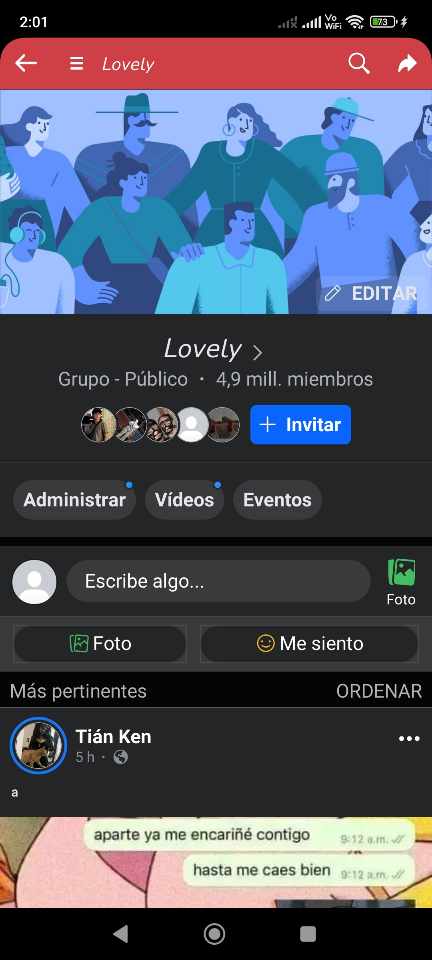 2:01
Vo
WiFi
73
Lovely
EDITAR
Lovely
Grupo - Público · 4,9 mill. miembros
+ Invitar
Administrar
Vídeos
Eventos
Escribe algo...
Foto
Foto
Me siento
Más pertinentes
ORDENAR
Tián Ken
5 h ·
a
aparte ya me encariñé contigo
9:12 a.m.
hasta me caes bien
9:12 a.m.